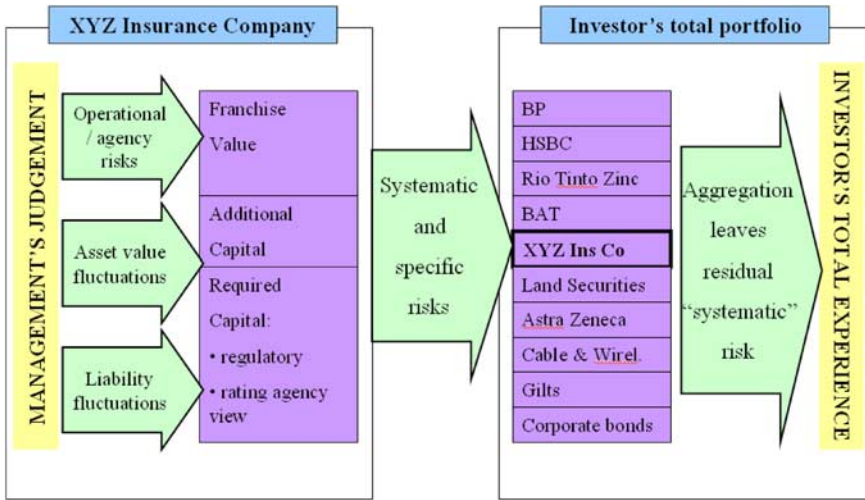 XYZ Insurance Company
MANAGEMENT'S JUDGEMENT
Operational
/ agency
risks
Asset value
fluctuations
Liability
fluctuations
Franchise
Value
Additional
Capital
Required
Capital:
• regulatory
• rating agency
view
Systematic
and
specific
risks
Investor's total portfolio
BP
HSBC
Rio Tinto Zinc
BAT
XYZ Ins Co
Land Securities
Astra Zeneca
Cable & Wirel.
Gilts
Corporate bonds
Aggregation
leaves
residual
“systematic”
risk
INVESTOR'S TOTAL EXPERIENCE